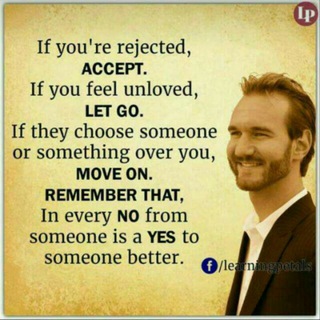 Lp
If you're rejected,
ACCEPT.
If you feel unloved,
LET GO.
If they choose someone
or something over you,
MOVE ON.
REMEMBER THAT,
In every NO from
someone is a YES to
someone better.
f /learningpetals